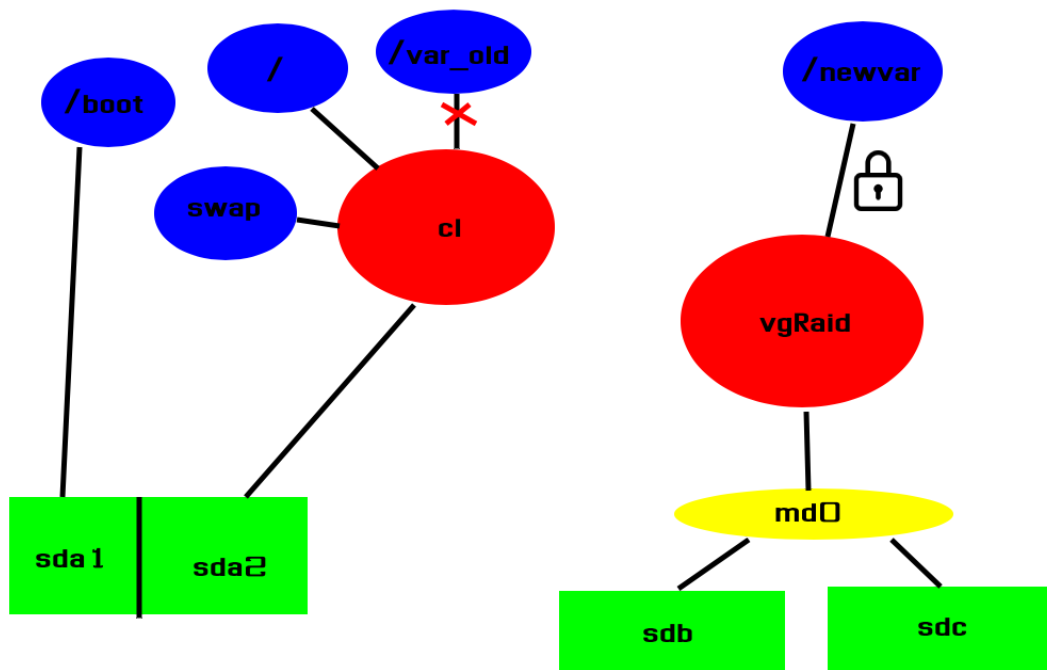 /var_old
/
/newvar
/boot
swap
cl
vgRaid
md0
sda1
sda2
sdb
sdc